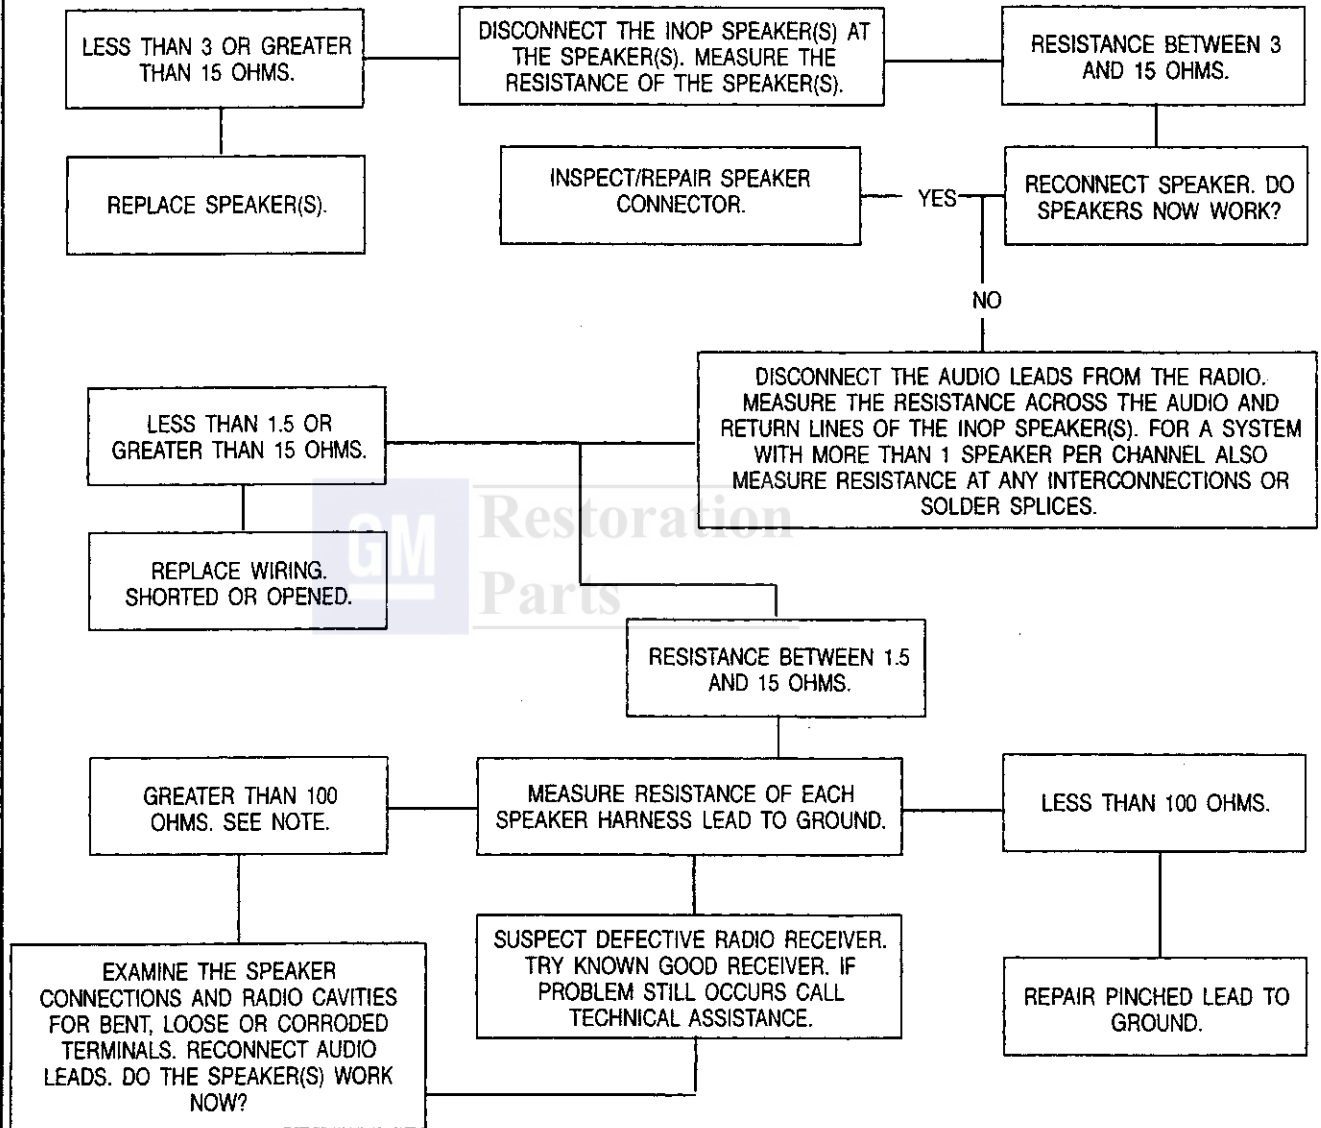 LESS THAN 3 OR GREATER
THAN 15 OHMS.
DISCONNECT THE INOP SPEAKER(S) AT
THE SPEAKER(S). MEASURE THE
RESISTANCE OF THE SPEAKER(S).
RESISTANCE BETWEEN 3
AND 15 OHMS.
REPLACE SPEAKER(S).
INSPECT/REPAIR SPEAKER
CONNECTOR.
YES
RECONNECT SPEAKER. DO
SPEAKERS NOW WORK?
NO
DISCONNECT THE AUDIO LEADS FROM THE RADIO.
MEASURE THE RESISTANCE ACROSS THE AUDIO AND
RETURN LINES OF THE INOP SPEAKER(S). FOR A SYSTEM
WITH MORE THAN 1 SPEAKER PER CHANNEL ALSO
MEASURE RESISTANCE AT ANY INTERCONNECTIONS OR
SOLDER SPLICES.
LESS THAN 1.5 OR
GREATER THAN 15 OHMS.
GM
Restoration
Parts
REPLACE WIRING.
SHORTED OR OPENED.
RESISTANCE BETWEEN 1.5
AND 15 OHMS.
GREATER THAN 100
OHMS. SEE NOTE.
MEASURE RESISTANCE OF EACH
SPEAKER HARNESS LEAD TO GROUND.
LESS THAN 100 OHMS.
EXAMINE THE SPEAKER
CONNECTIONS AND RADIO CAVITIES
FOR BENT, LOOSE OR CORRODED
TERMINALS. RECONNECT AUDIO
LEADS. DO THE SPEAKER(S) WORK
NOW?
SUSPECT DEFECTIVE RADIO RECEIVER.
TRY KNOWN GOOD RECEIVER. IF
PROBLEM STILL OCCURS CALL
TECHNICAL ASSISTANCE.
REPAIR PINCHED LEAD TO
GROUND.